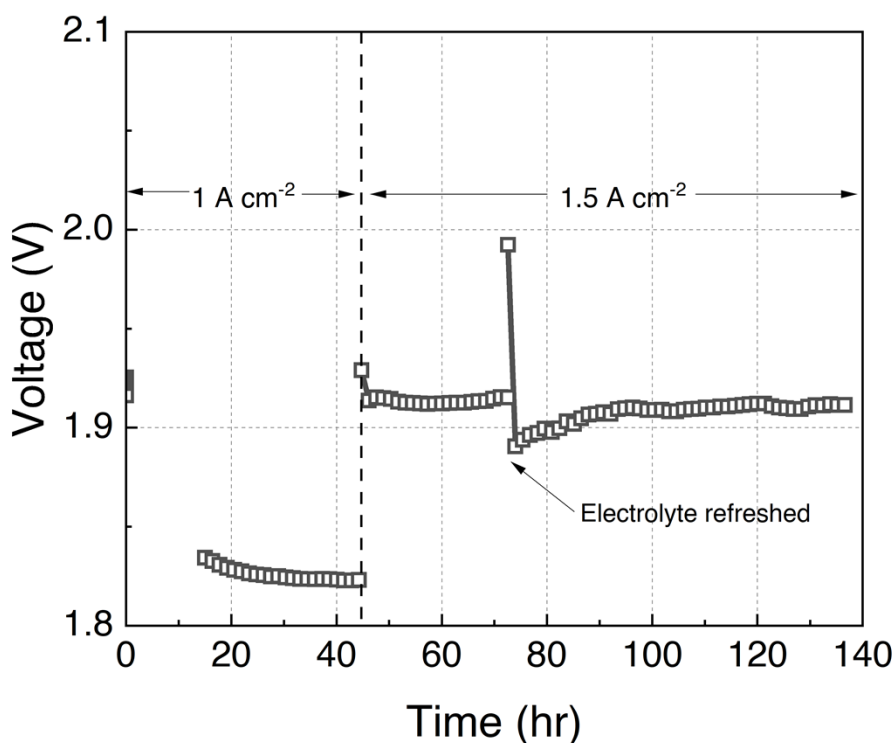 2.1
2.0
1.9
1.8
Voltage (V)
1 A cm-2
1.5 A cm-2
Electrolyte refreshed
0 20 40 60 80 100 120 140
Time (hr)